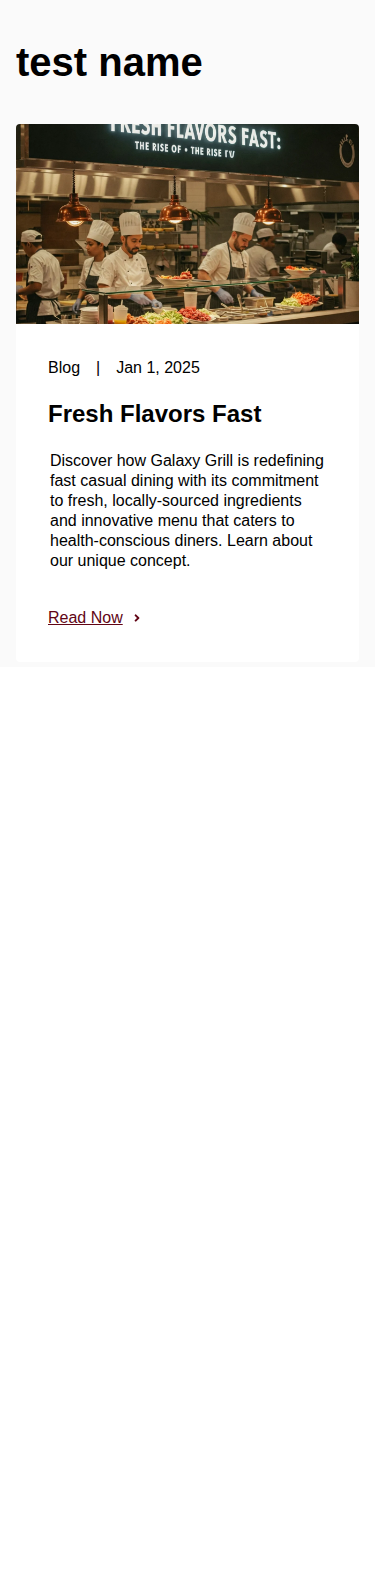 test name
FRESH FLAVORS FAST:
THE RISE OF • THE RISE
Blog | Jan 1, 2025
Fresh Flavors Fast
Discover how Galaxy Grill is redefining
fast casual dining with its commitment
to fresh, locally-sourced ingredients
and innovative menu that caters to
health-conscious diners. Learn about
our unique concept.
Read Now